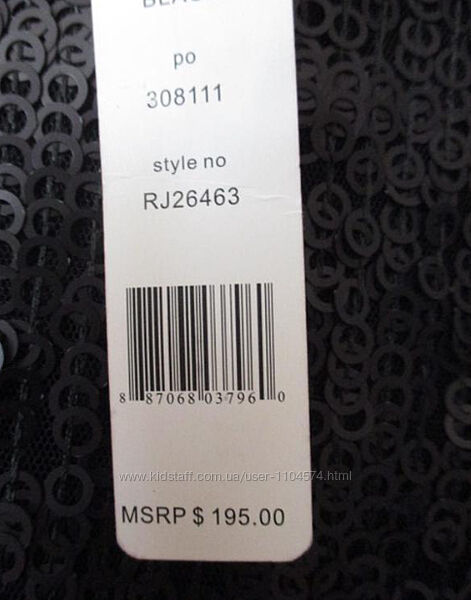 po
308111
style no
RJ26463
8 87068 03796 0
www.kidstaff.com.ua/user-1104574.html
MSRP $ 195.00